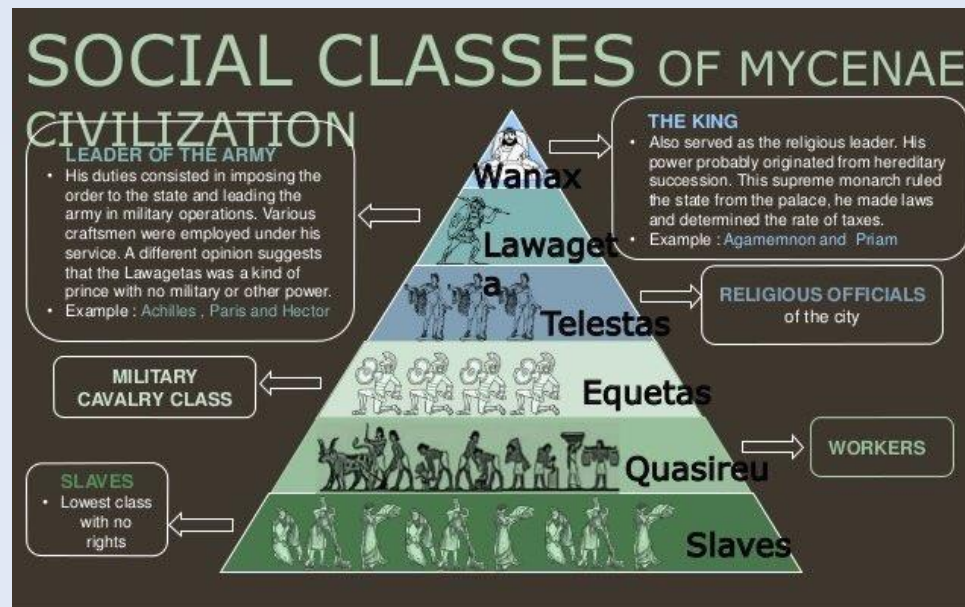 SOCIAL CLASSES OF MYCENAE
CIVILIZATION
LEADER OF THE ARMY
• His duties consisted in imposing the
order to the state and leading the
army in military operations. Various
craftsmen were employed under his
service. A different opinion suggests
that the Lawagetas was a kind of
prince with no military or other power.
• Example : Achilles , Paris and Hector
THE KING
• Also served as the religious leader. His
power probably originated from hereditary
succession. This supreme monarch ruled
the state from the palace, he made laws
and determined the rate of taxes.
• Example : Agamemnon and Priam
Wanax
Lawaget
a
Telestas
RELIGIOUS OFFICIALS
of the city
MILITARY
CAVALRY CLASS
Equetas
Quasireu
WORKERS
SLAVES
• Lowest class
with no
rights
Slaves